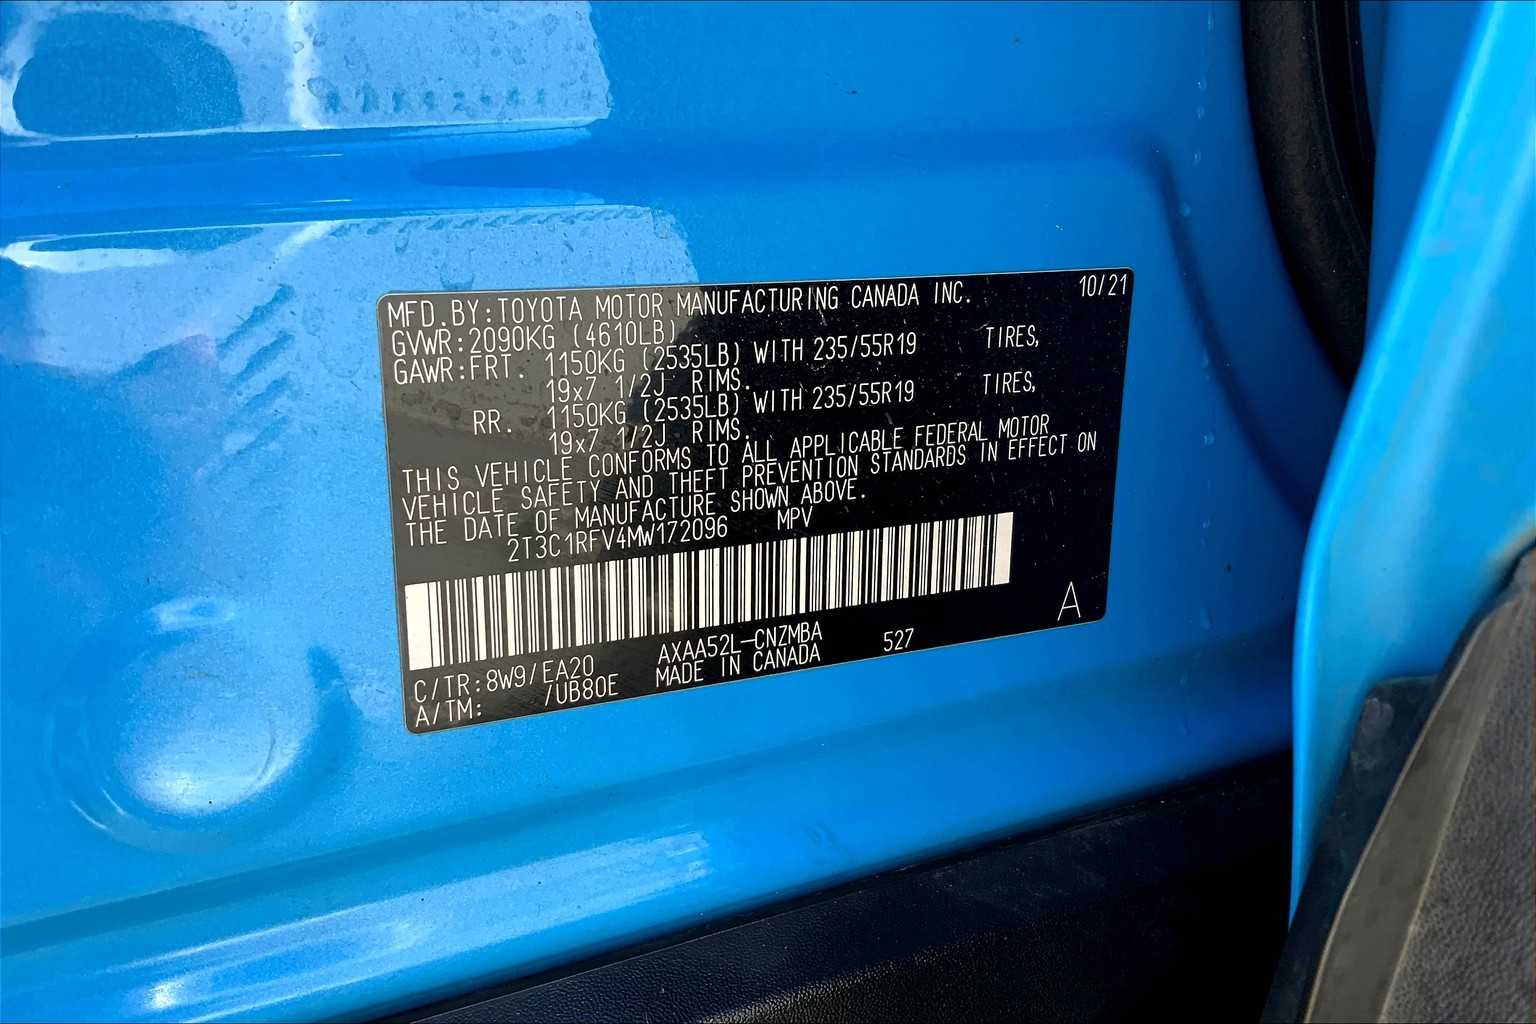 MFD. BY: TOYOTA MOTOR MANUFACTURING CANADA INC. 10/21
GVWR: 2090KG (4610LB)
GAWR: FRT. 1150KG (2535LB) WITH 235/55R19 TIRES,
19x7 1/2J RIMS.
RR. 1150KG (2535LB) WITH 235/55R19 TIRES,
19x7 1/2J RIMS.
THIS VEHICLE CONFORMS TO ALL APPLICABLE FEDERAL MOTOR
VEHICLE SAFETY AND THEFT PREVENTION STANDARDS IN EFFECT ON
THE DATE OF MANUFACTURE SHOWN ABOVE.
2T3C1RFV4MW172096 MPV
A
C/TR: 8W9/EA20 AXAA52L-CNZMBA 527
A/TM: /UB80E MADE IN CANADA